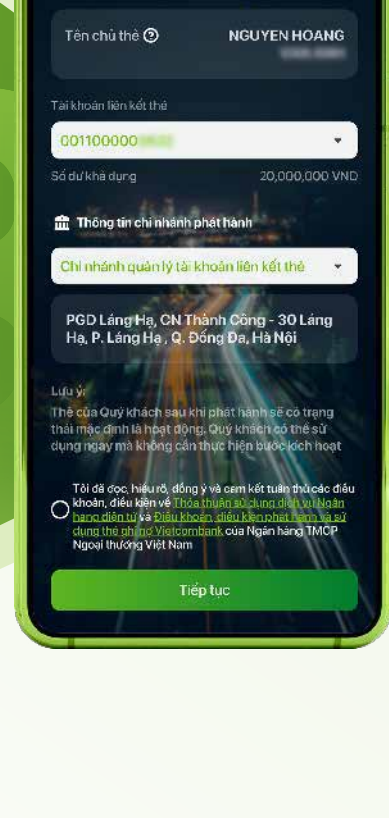 Tên chủ thẻ
NGUYEN HOANG
Tài khoản liên kết thẻ
001100000
Số dư khả dụng
20,000,000 VND
Thông tin chi nhánh phát hành
Chi nhánh quản lý tài khoản liên kết thẻ
PGD Láng Hạ, CN Thành Công - 30 Láng
Hạ, P. Láng Hạ , Q. Đống Đa, Hà Nội
Lưu ý:
Thẻ của Quý khách sau khi phát hành sẽ có trạng
thái mặc định là hoạt động. Quý khách có thể sử
dụng ngay mà không cần thực hiện bước kích hoạt
Tôi đã đọc, hiểu rõ, đồng ý và cam kết tuân thủ các điều
khoản, điều kiện về Thỏa thuận sử dụng dịch vụ Ngân
hàng điện tử và Điều khoản, điều kiện phát hành và sử
dụng thẻ ghi nợ Vietcombank của Ngân hàng TMCP
Ngoại thương Việt Nam
Tiếp tục